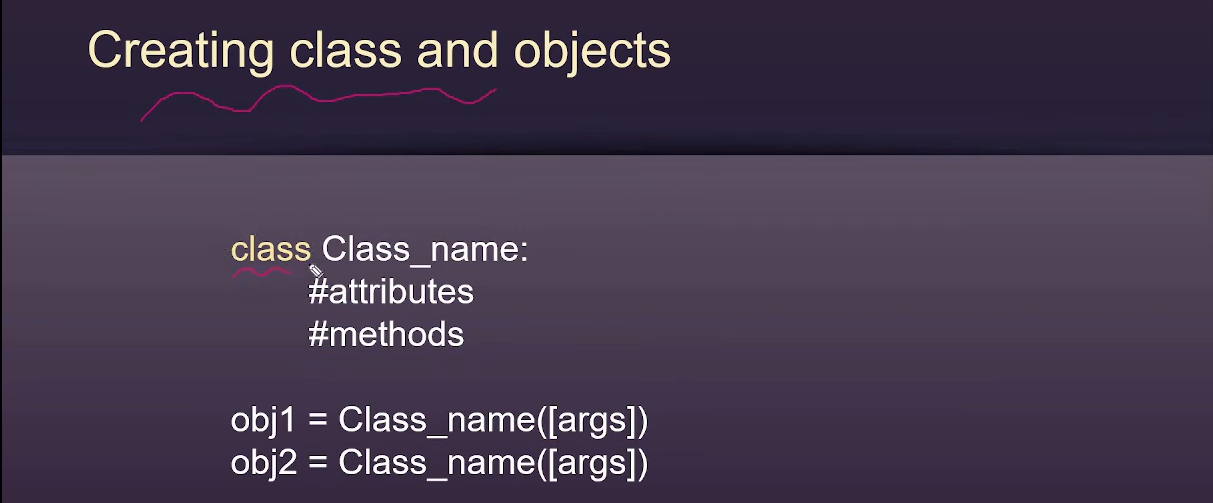 Creating class and objects
class Class_name:
#attributes
#methods
obj1 = Class_name([args])
obj2 = Class_name([args])